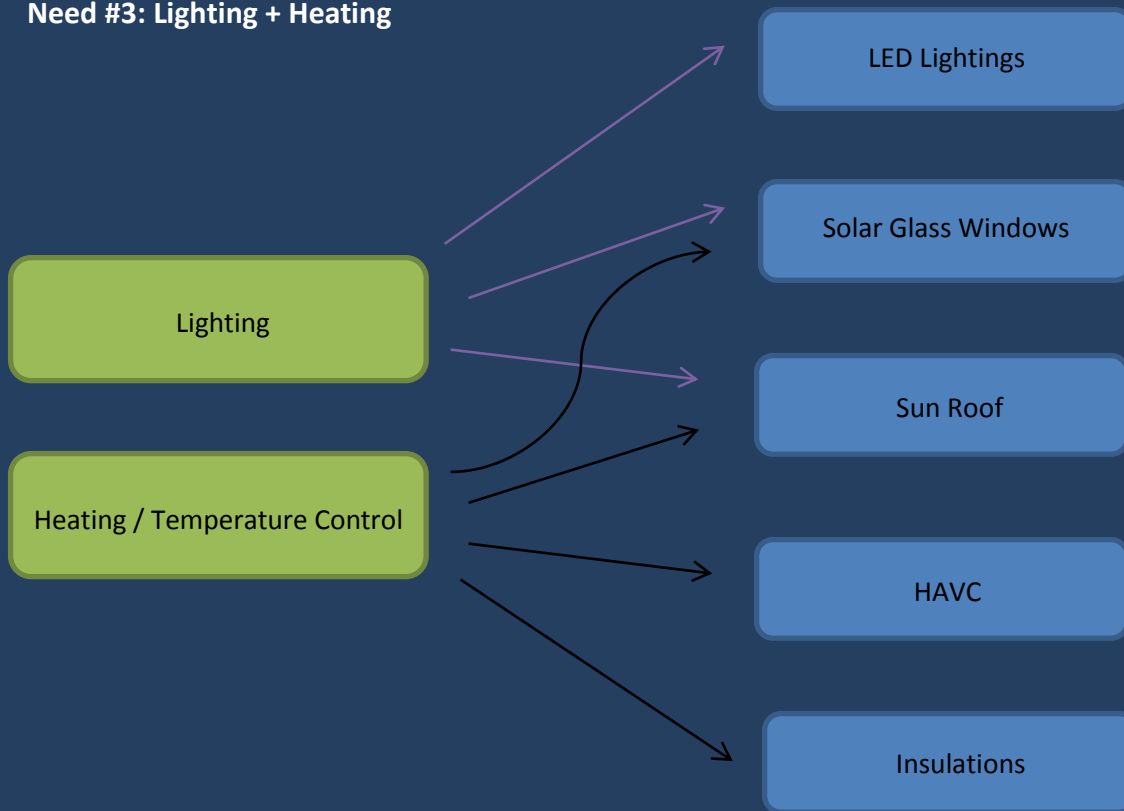 Need #3: Lighting + Heating
LED Lightings
Solar Glass Windows
Lighting
Sun Roof
Heating / Temperature Control
HAVC
Insulations